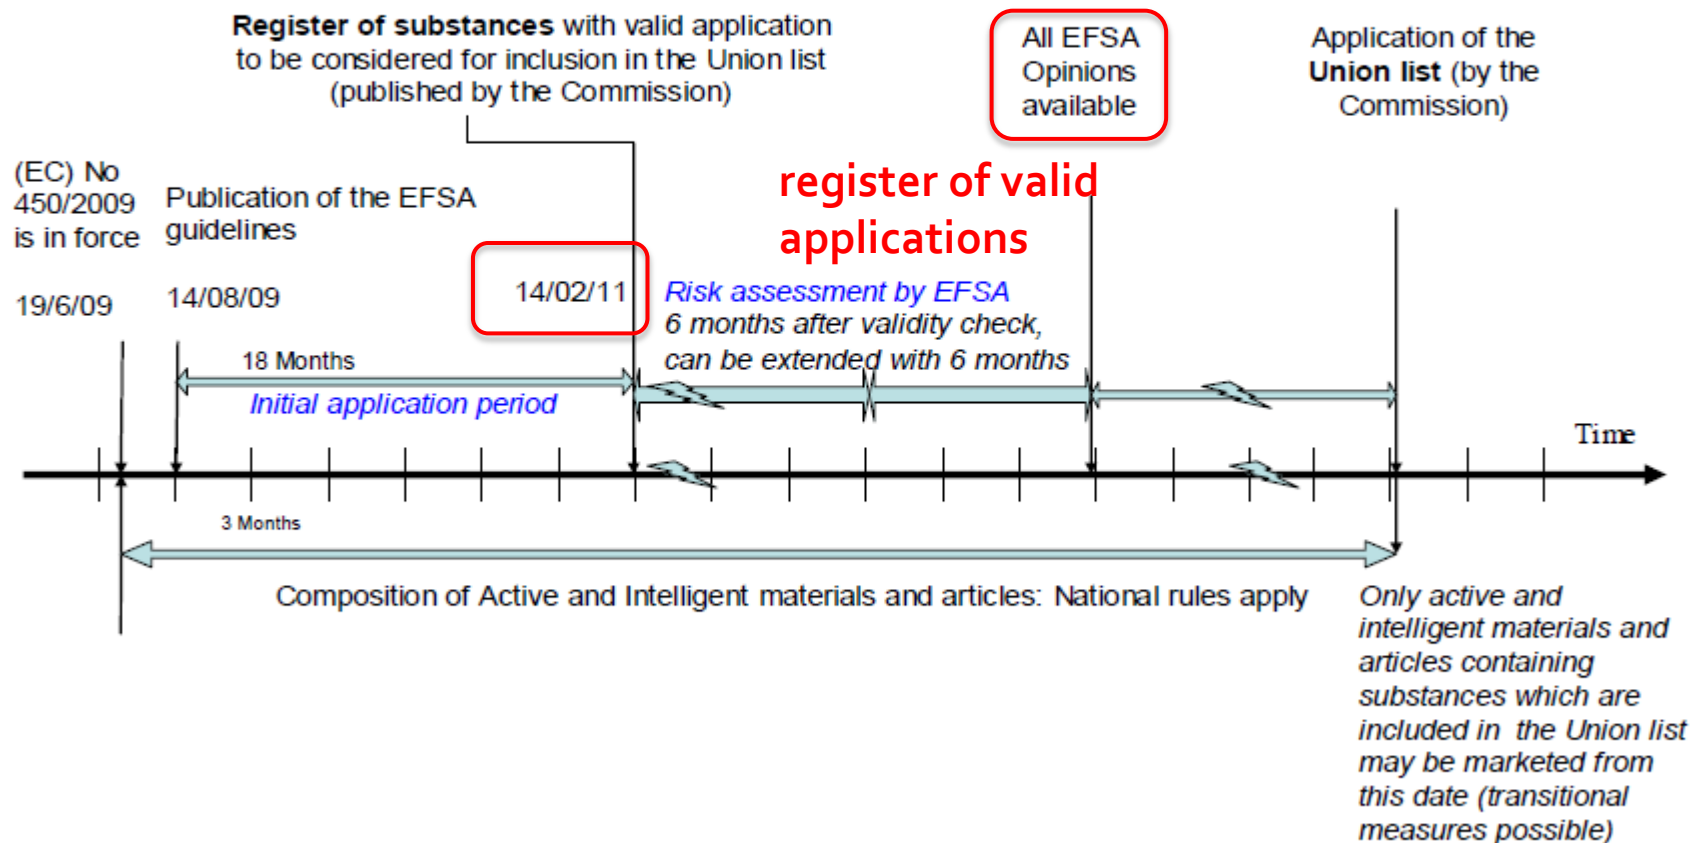 Register of substances with valid application
to be considered for inclusion in the Union list
(published by the Commission)
All EFSA
Opinions
available
Application of the
Union list (by the
Commission)
(EC) No
450/2009
is in force
Publication of the EFSA
guidelines
register of valid
applications
19/6/09
14/08/09
14/02/11
Risk assessment by EFSA
6 months after validity check,
can be extended with 6 months
18 Months
Initial application period
Time
3 Months
Composition of Active and Intelligent materials and articles: National rules apply
Only active and
intelligent materials and
articles containing
substances which are
included in the Union list
may be marketed from
this date (transitional
measures possible)